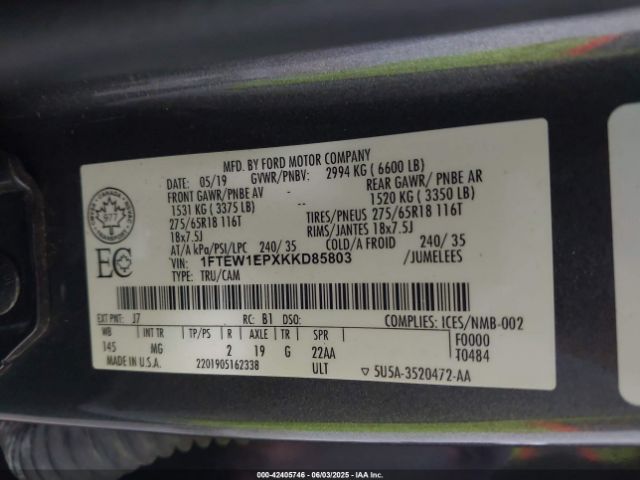 MFD. BY FORD MOTOR COMPANY
DATE: 05/19 GVWR/PNBV: 2994 KG ( 6600 LB)
FRONT GAWR/PNBE AV - REAR GAWR/ PNBE AR
1531 KG ( 3375 LB) 1520 KG ( 3350 LB)
275/65R18 116T TIRES/PNEUS 275/65R18 116T
18x7.5J RIMS/JANTES 18x7.5J
AT/A kPa/PSI/LPC 240/ 35 COLD/A FROID 240/ 35
VIN: 1FTEW1EPXKKD85803 /JUMELEES
TYPE: TRU/CAM
CANADA
977
EC
EXT PNT: J7 RC: B1 DSO: COMPLIES: ICES/NMB-002
WB INT TR TP/PS R AXLE TR SPR F0000
145 MG 2 19 G 22AA T0484
MADE IN U.S.A. 2201905162338 ULT ▽ 5U5A-3520472-AA
000-42405746 - 06/03/2025 - IAA Inc.